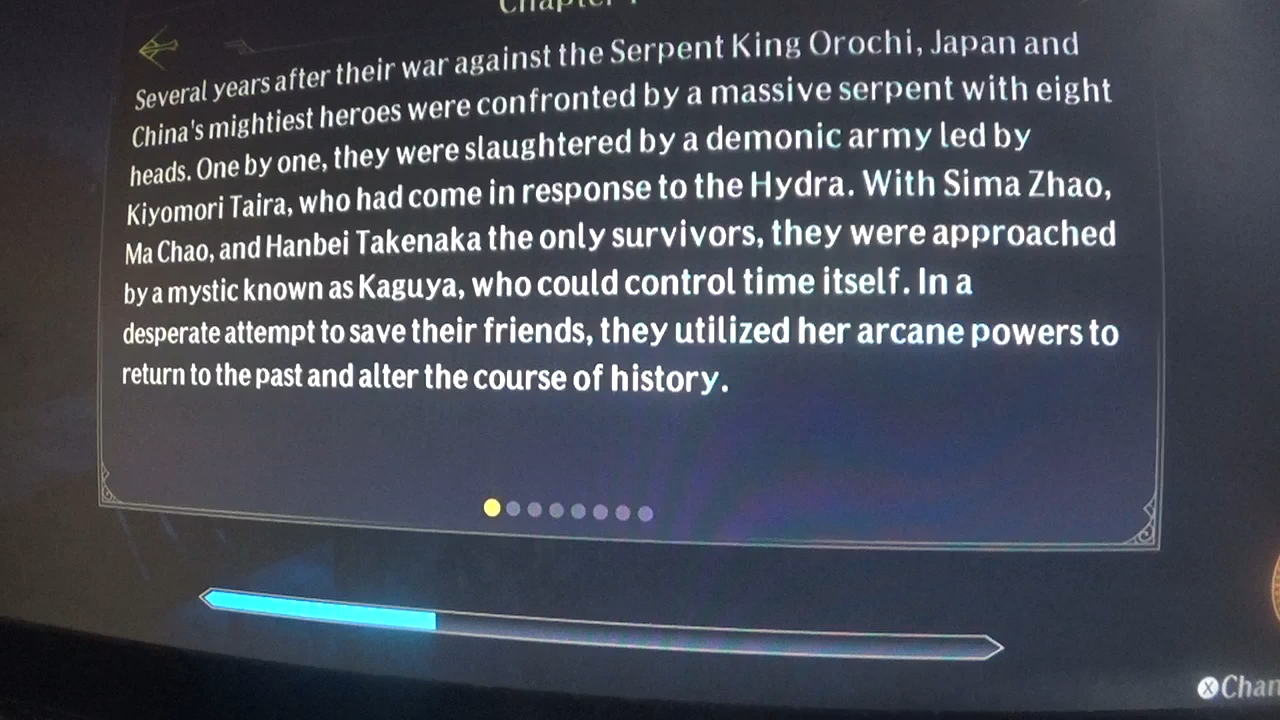 Chapter
Several years after their war against the Serpent King Orochi, Japan and
China's mightiest heroes were confronted by a massive serpent with eight
heads. One by one, they were slaughtered by a demonic army led by
Kiyomori Taira, who had come in response to the Hydra. With Sima Zhao,
Ma Chao, and Hanbei Takenaka the only survivors, they were approached
by a mystic known as Kaguya, who could control time itself. In a
desperate attempt to save their friends, they utilized her arcane powers to
return to the past and alter the course of history.
X